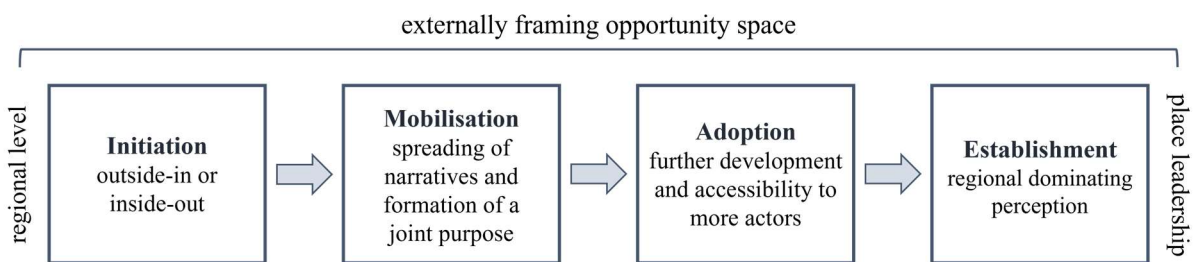 externally framing opportunity space
regional level
Initiation
outside-in or
inside-out
Mobilisation
spreading of
narratives and
formation of a
joint purpose
Adoption
further development
and accessibility to
more actors
Establishment
regional dominating
perception
place leadership